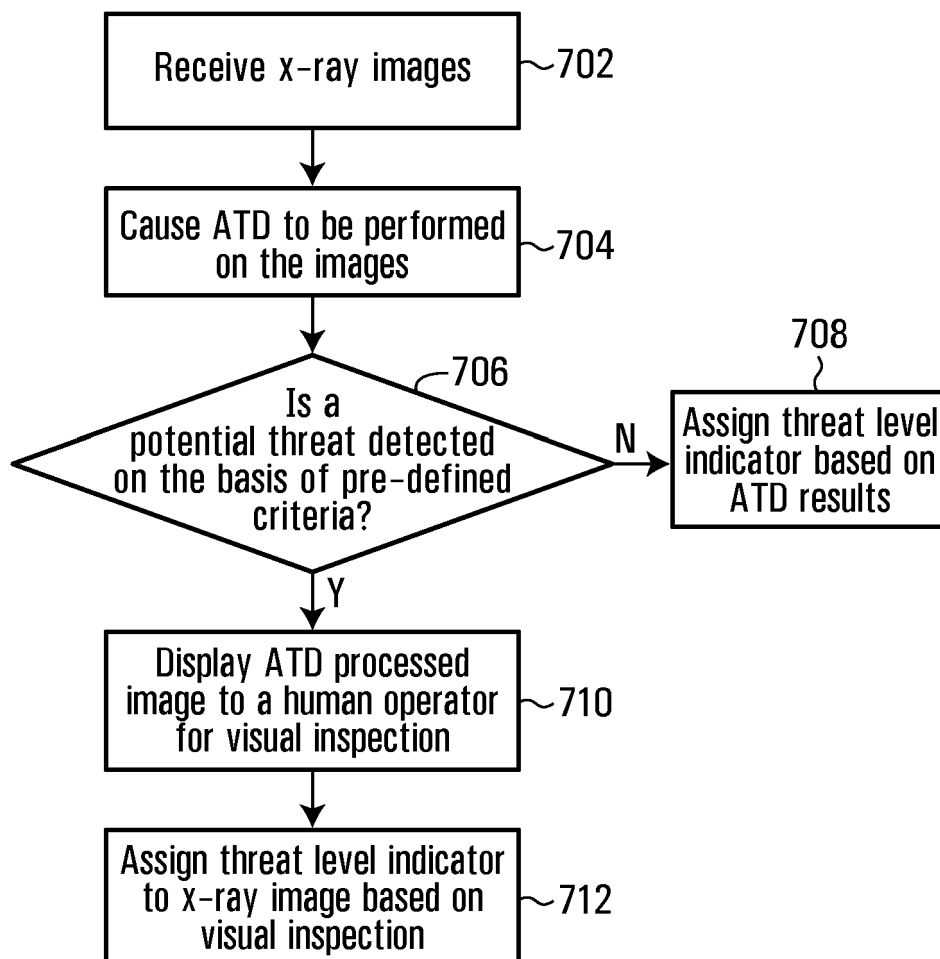 Receive x-ray images
702
Cause ATD to be performed
on the images
704
706
Is a
potential threat detected
on the basis of pre-defined
criteria?
N
708
Assign threat level
indicator based on
ATD results
Y
Display ATD processed
image to a human operator
for visual inspection
710
Assign threat level indicator
to x-ray image based on
visual inspection
712